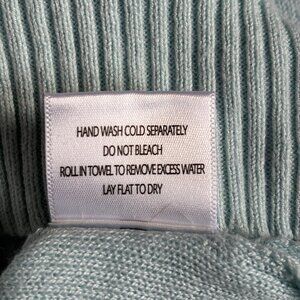 HAND WASH COLD SEPARATELY
DO NOT BLEACH
ROLL IN TOWEL TO REMOVE EXCESS WATER
LAY FLAT TO DRY